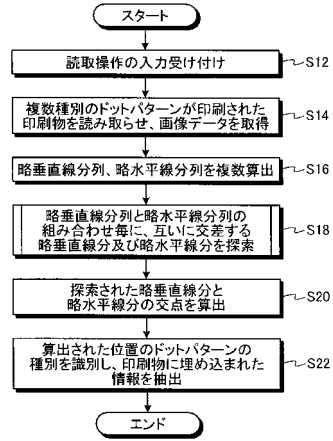 スタート
読取操作の入力受け付け
S12
複数種別のドットパターンが印刷された
印刷物を読み取らせ、画像データを取得
S14
略垂直線分列、略水平線分列を複数算出
S16
略垂直線分列と略水平線分列の
組み合わせ毎に、互いに交差する
略垂直線分及び略水平線分を探索
S18
探索された略垂直線分と
略水平線分の交点を算出
S20
算出された位置のドットパターンの
種別を識別し、印刷物に埋め込まれた
情報を抽出
S22
エンド